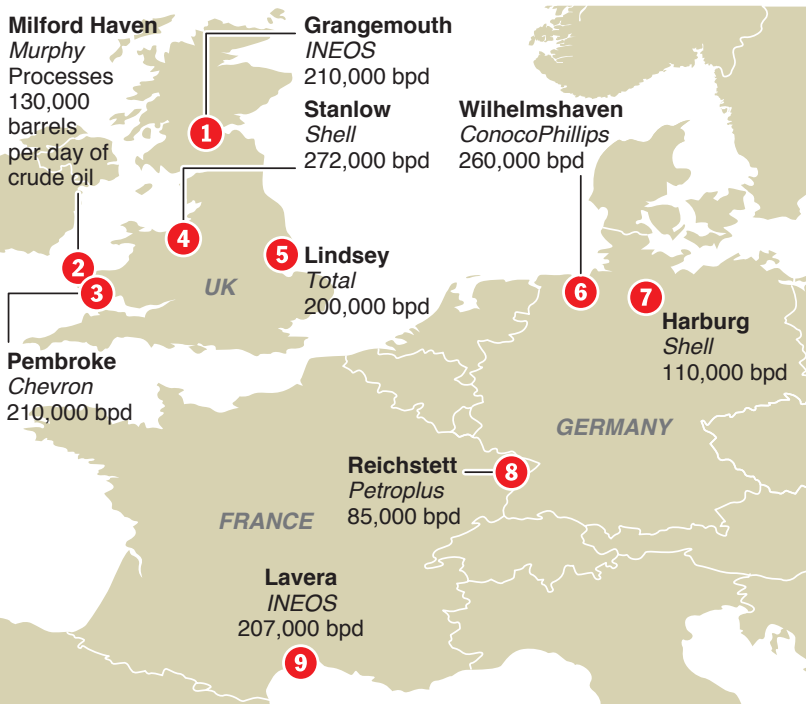 Milford Haven
Murphy
Processes
130,000
barrels
per day of
crude oil
Grangemouth
INEOS
210,000 bpd
Stanlow
Shell
272,000 bpd
Wilhelmshaven
ConocoPhillips
260,000 bpd
1
4
5
Lindsey
Total
200,000 bpd
2
3
UK
6
7
Harburg
Shell
110,000 bpd
Pembroke
Chevron
210,000 bpd
GERMANY
Reichstett
Petroplus
85,000 bpd
8
FRANCE
Lavera
INEOS
207,000 bpd
9